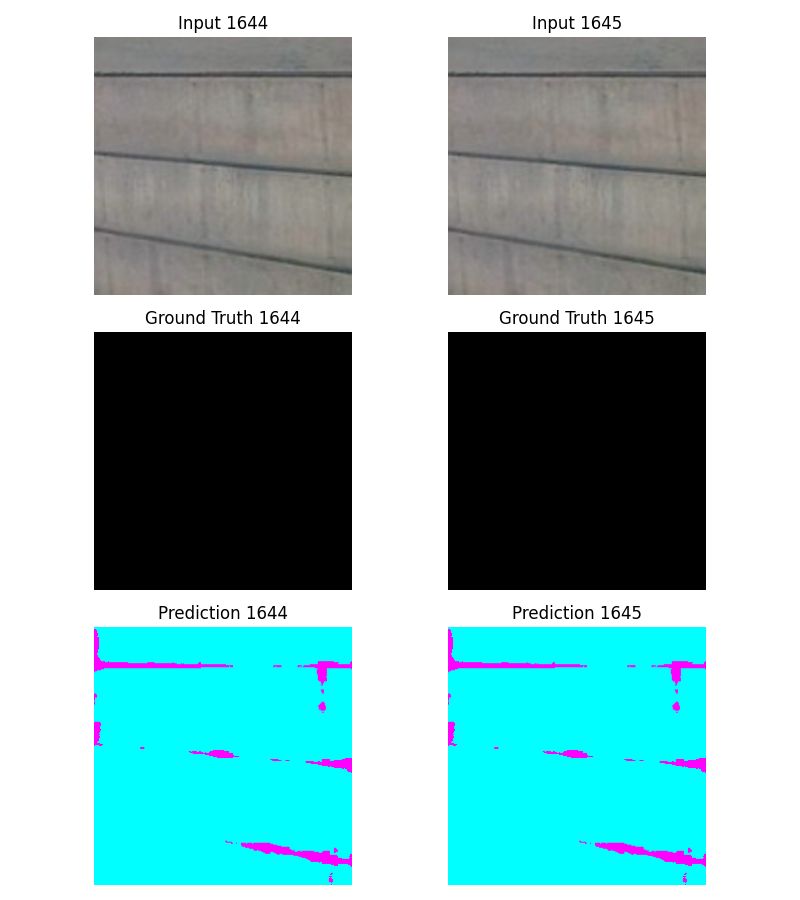 Input 1644
Input 1645
Ground Truth 1644
Ground Truth 1645
Prediction 1644
Prediction 1645